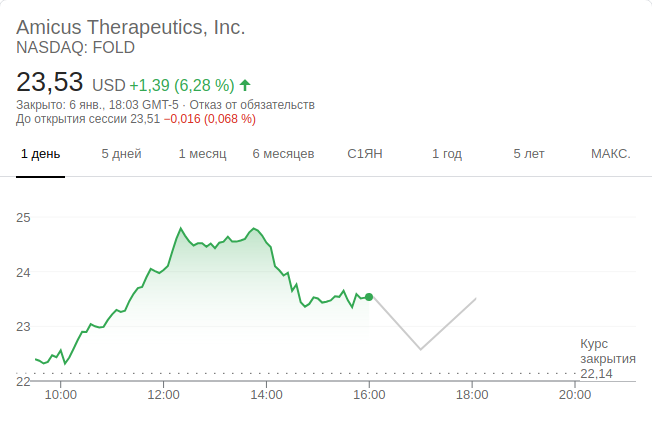 Amicus Therapeutics, Inc.
NASDAQ: FOLD
23,53 USD +1,39 (6,28 %)
Закрыто: 6 янв., 18:03 GMT-5 · Отказ от обязательств
До открытия сессии 23,51 −0,016 (0,068 %)
1 день 5 дней 1 месяц 6 месяцев С1ЯН 1 год 5 лет МАКС.
25
24
23
Курс
закрытия
22,14
22
10:00 12:00 14:00 16:00 18:00 20:00